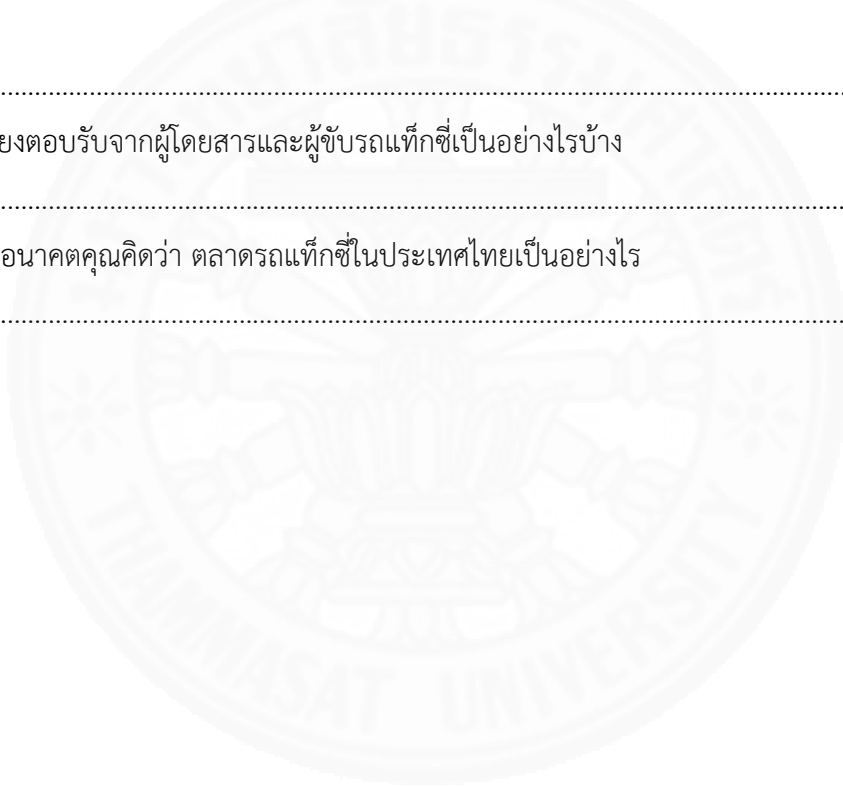 ....................................................................................................
ยงตอบรับจากผู้โดยสารและผู้ขับรถแท็กซี่เป็นอย่างไรบ้าง
....................................................................................................
อนาคตคุณคิดว่า ตลาดรถแท็กซี่ในประเทศไทยเป็นอย่างไร
....................................................................................................
THAMMASAT UNIVERSITY